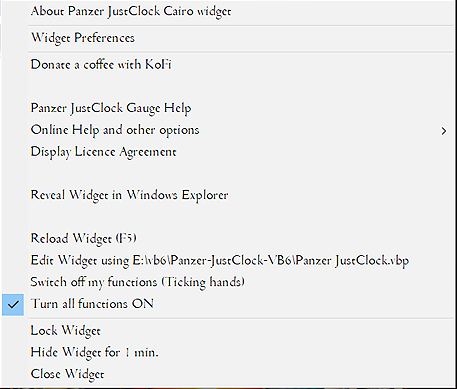 About Panzer JustClock Cairo widget
Widget Preferences
Donate a coffee with KoFi
Panzer JustClock Gauge Help
Online Help and other options
Display Licence Agreement
Reveal Widget in Windows Explorer
Reload Widget (F5)
Edit Widget using E:\vb6\Panzer-JustClock-VB6\Panzer JustClock.vbp
Switch off my functions (Ticking hands)
Turn all functions ON
Lock Widget
Hide Widget for 1 min.
Close Widget